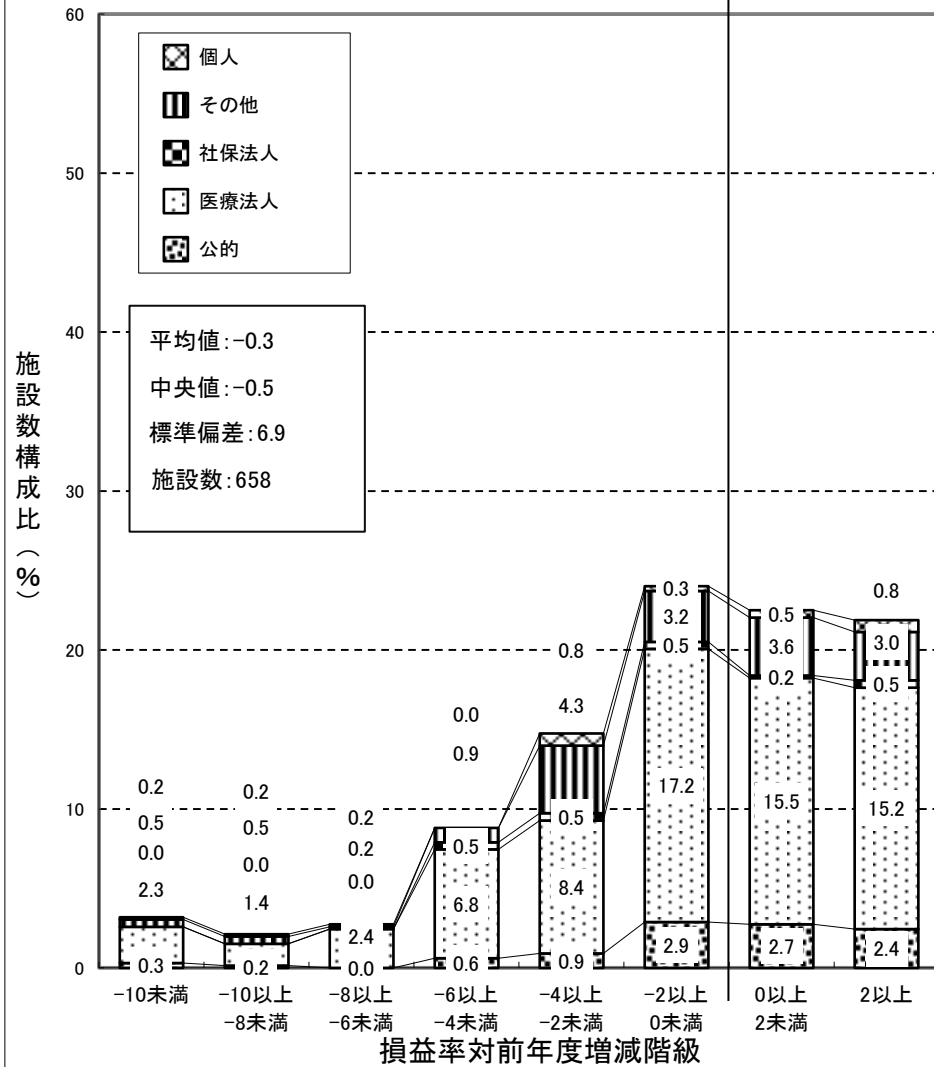 60
50
40
30
20
10
0
施設数構成比(%)
個人
その他
社保法人
医療法人
公的
平均値:−0.3
中央値:−0.5
標準偏差:6.9
施設数:658
0.2
0.5
0.0
2.3
0.3
0.2
0.5
0.0
1.4
0.2
0.2
0.2
0.0
2.4
0.0
0.0
0.9
0.5
6.8
0.6
0.8
4.3
0.5
8.4
0.9
0.3
3.2
0.5
17.2
2.9
0.5
3.6
0.2
15.5
2.7
0.8
3.0
0.5
15.2
2.4
−10未満
−10以上
−8未満
−8以上
−6未満
−6以上
−4未満
−4以上
−2未満
−2以上
0未満
0以上
2未満
2以上
損益率対前年度増減階級